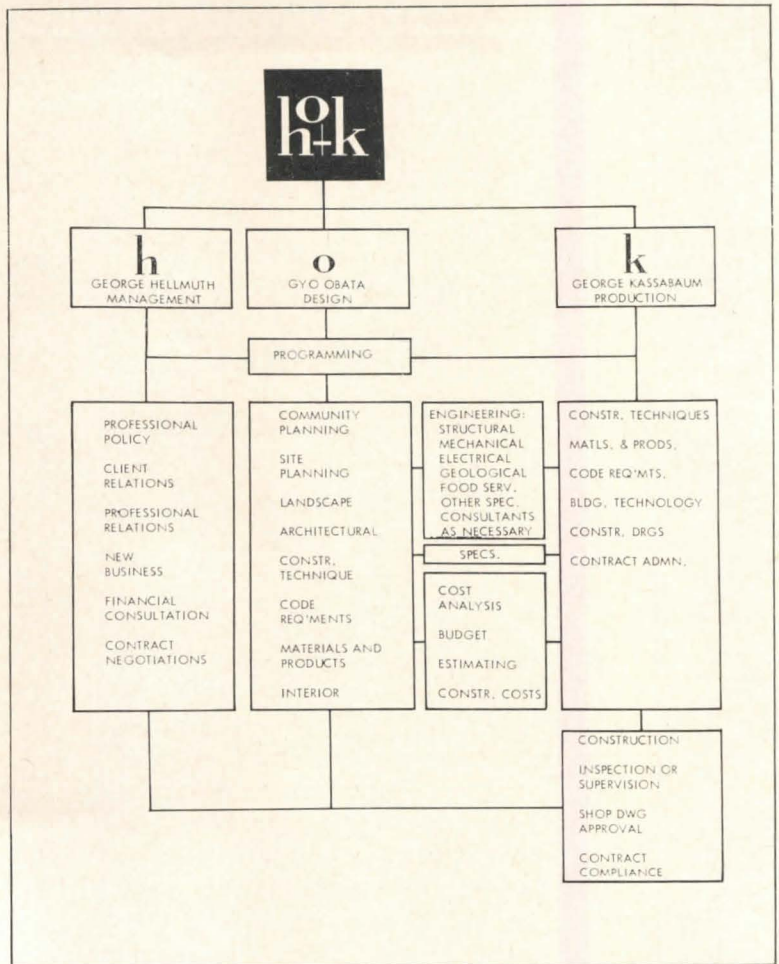 ho+k
h
GEORGE HELLMUTH
MANAGEMENT
o
GYO OBATA
DESIGN
k
GEORGE KASSABAUM
PRODUCTION
PROGRAMMING
PROFESSIONAL
POLICY
CLIENT
RELATIONS
PROFESSIONAL
RELATIONS
NEW
BUSINESS
FINANCIAL
CONSULTATION
CONTRACT
NEGOTIATIONS
COMMUNITY
PLANNING
SITE
PLANNING
LANDSCAPE
ARCHITECTURAL
CONSTR.
TECHNIQUE
CODE
REQ'MENTS
MATERIALS AND
PRODUCTS
INTERIOR
ENGINEERING:
STRUCTURAL
MECHANICAL
ELECTRICAL
GEOLOGICAL
FOOD SERV.
OTHER SPEC.
CONSULTANTS
AS NECESSARY
SPECS.
COST
ANALYSIS
BUDGET
ESTIMATING
CONSTR. COSTS
CONSTR. TECHNIQUES
MATLS. & PRODS.
CODE REQ'MTS.
BLDG. TECHNOLOGY
CONSTR. DRGS
CONTRACT ADMN.
CONSTRUCTION
INSPECTION OR
SUPERVISION
SHOP DWG
APPROVAL
CONTRACT
COMPLIANCE